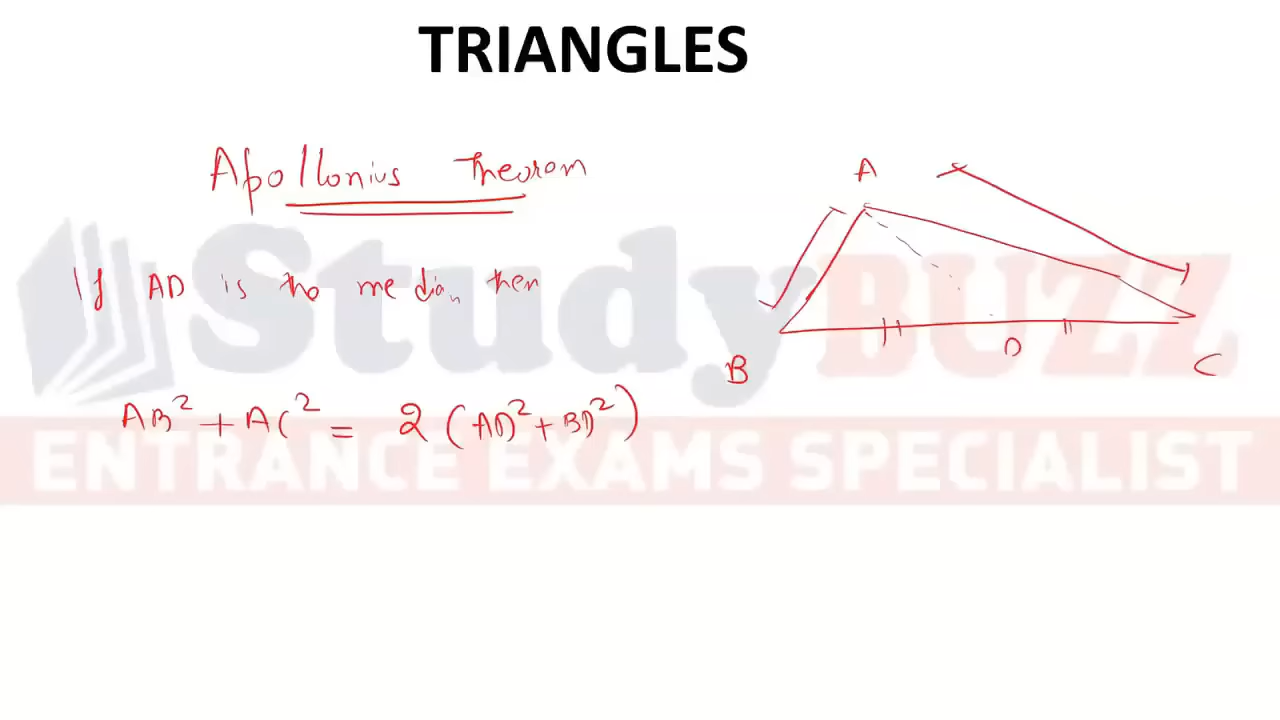 TRIANGLES
Apollonius Theorem
If AD is the median then
AB² + AC² = 2 (AD² + BD²)
A
B
D
C
StudyBUZZ
ENTRANCE EXAMS SPECIALIST